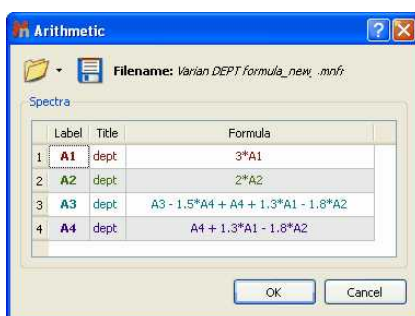 Arithmetic
Filename: Varian DEPT formula_new_ .mnfr
Spectra
Label Title Formula
1 A1 dept 3*A1
2 A2 dept 2*A2
3 A3 dept A3 - 1.5*A4 + A4 + 1.3*A1 - 1.8*A2
4 A4 dept A4 + 1.3*A1 - 1.8*A2
OK Cancel